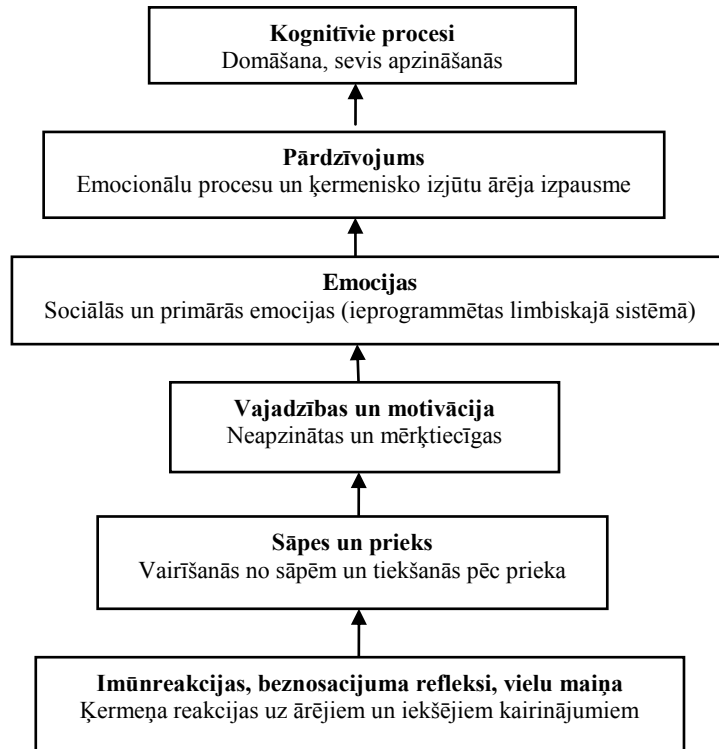 Kognitīvie procesi
Domāšana, sevis apzināšanās
Pārdzīvojums
Emocionālu procesu un ķermenisko izjūtu ārēja izpausme
Emocijas
Sociālās un primārās emocijas (ieprogrammētas limbiskajā sistēmā)
Vajadzības un motivācija
Neapzinātas un mērķtiecīgas
Sāpes un prieks
Vairīšanās no sāpēm un tiekšanās pēc prieka
Imūnreakcijas, beznosacijuma refleksi, vielu maiņa
Ķermeņa reakcijas uz ārējiem un iekšējiem kairinājumiem